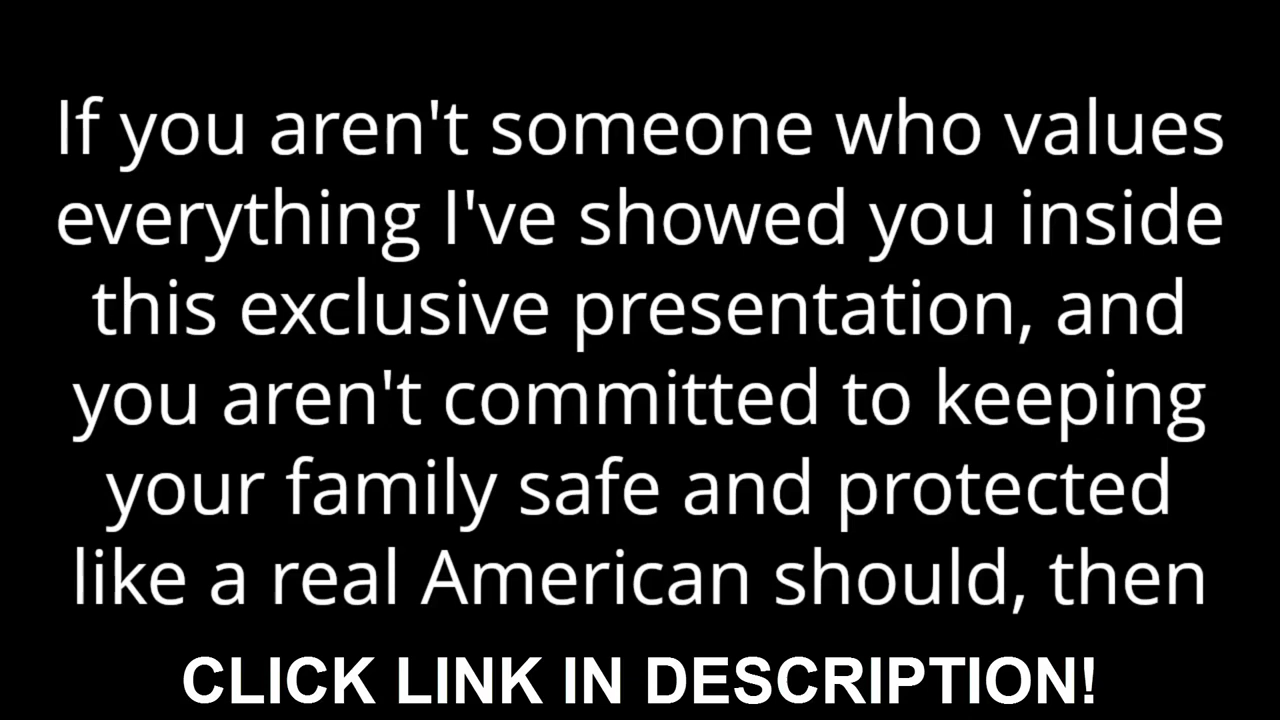 If you aren't someone who values
everything I've showed you inside
this exclusive presentation, and
you aren't committed to keeping
your family safe and protected
like a real American should, then
CLICK LINK IN DESCRIPTION!